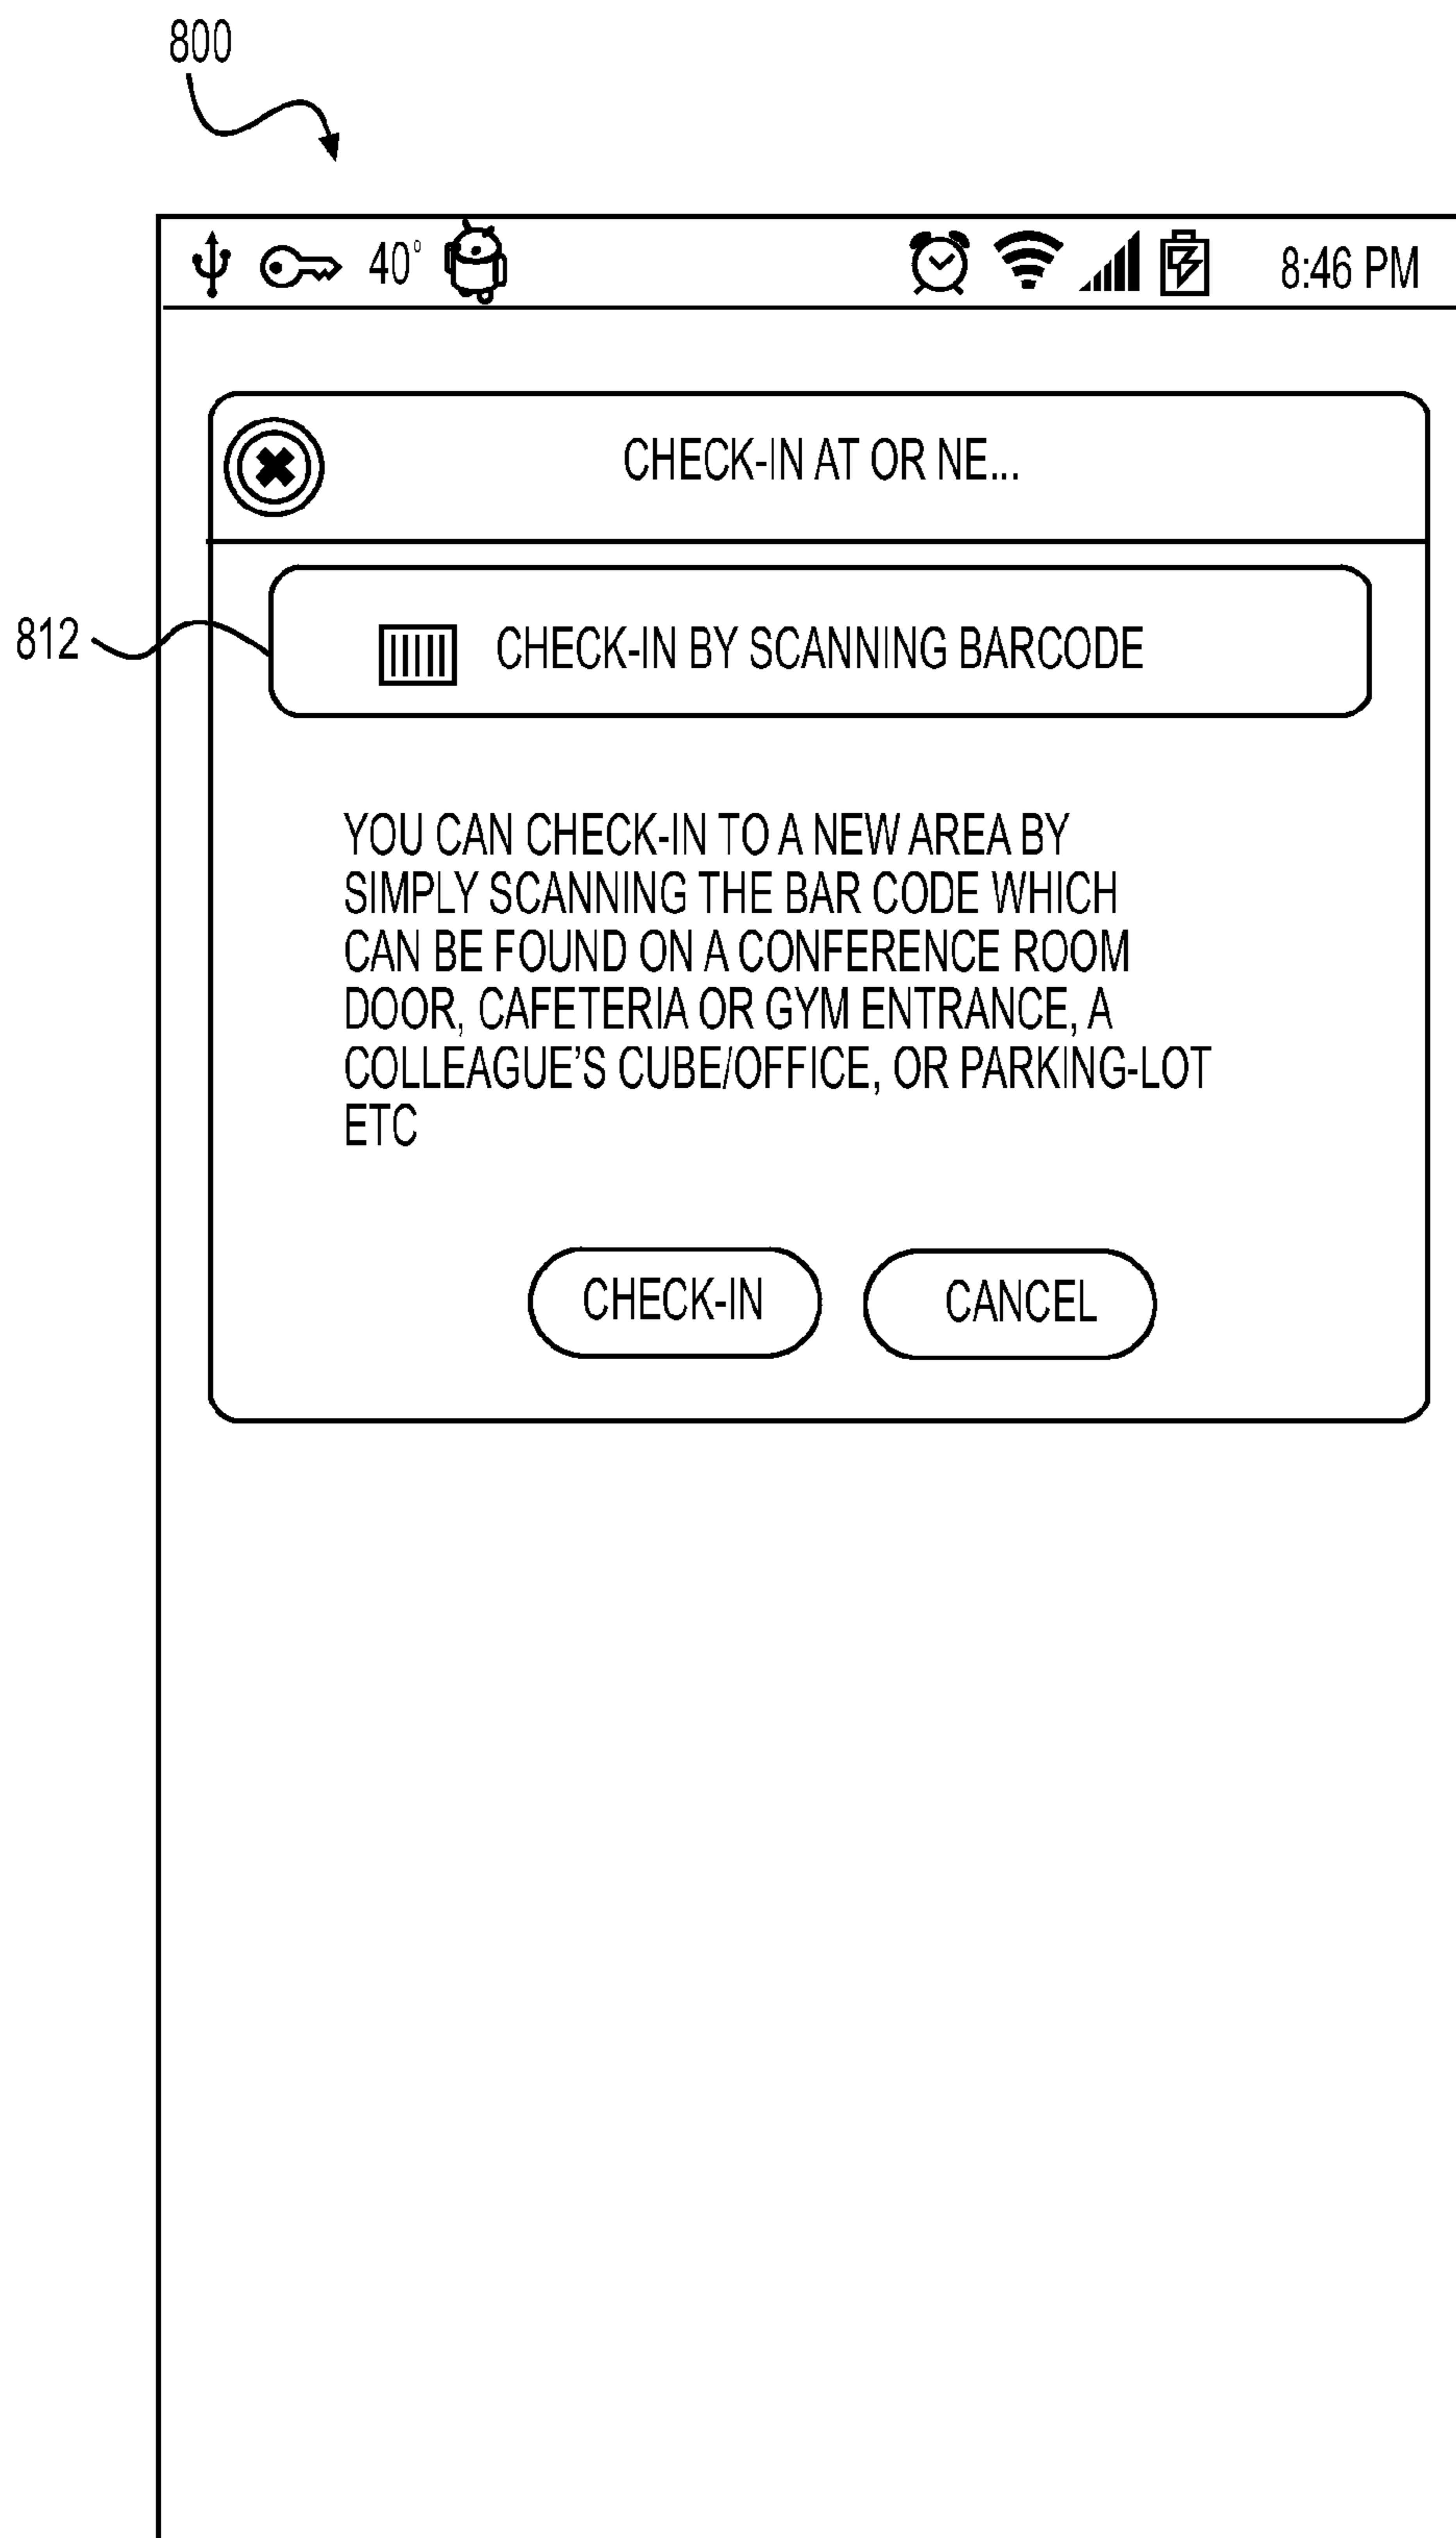 800
40° 8:46 PM
CHECK-IN AT OR NE...
812
CHECK-IN BY SCANNING BARCODE
YOU CAN CHECK-IN TO A NEW AREA BY
SIMPLY SCANNING THE BAR CODE WHICH
CAN BE FOUND ON A CONFERENCE ROOM
DOOR, CAFETERIA OR GYM ENTRANCE, A
COLLEAGUE'S CUBE/OFFICE, OR PARKING-LOT
ETC
CHECK-IN CANCEL